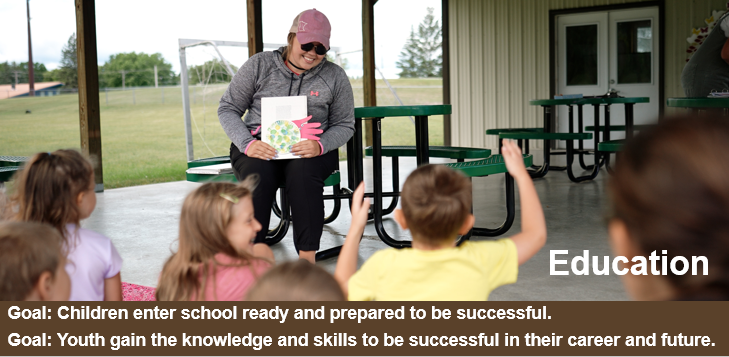 Education
Goal: Children enter school ready and prepared to be successful.
Goal: Youth gain the knowledge and skills to be successful in their career and future.